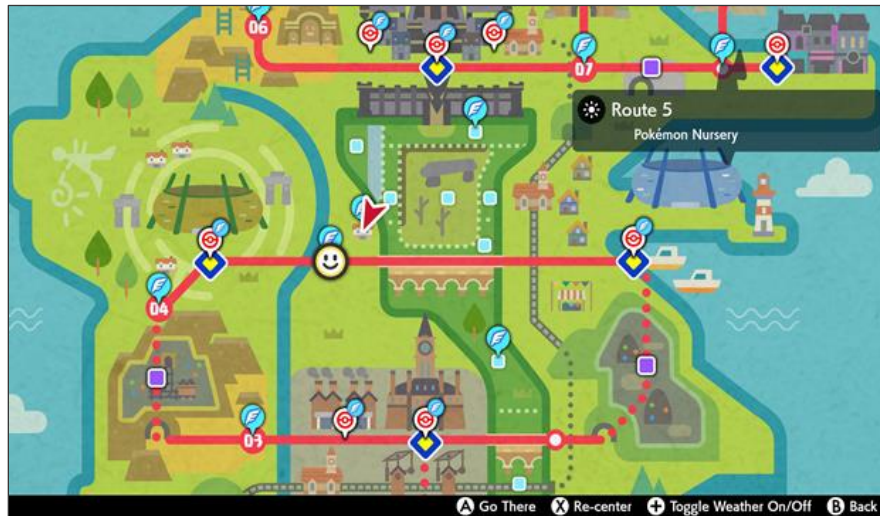 06
07
Route 5
Pokémon Nursery
04
03
A Go There X Re-center + Toggle Weather On/Off B Back